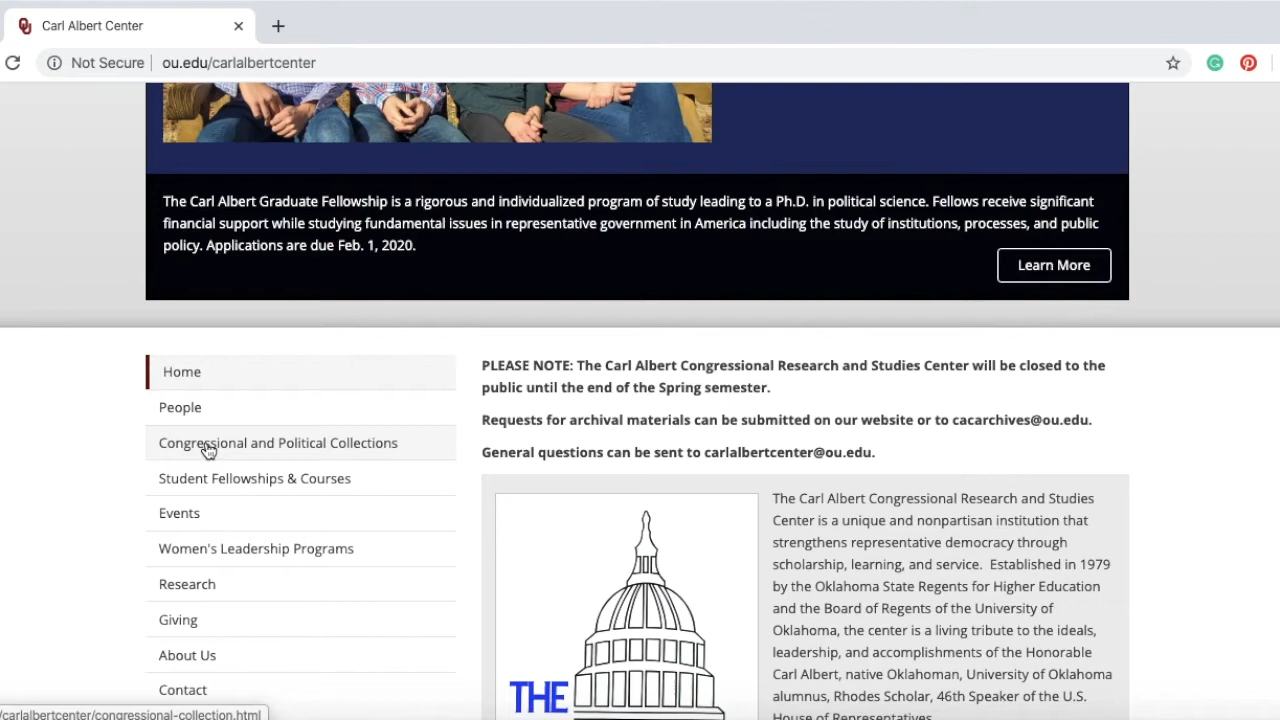 Carl Albert Center
Not Secure
ou.edu/carlalbertcenter
The Carl Albert Graduate Fellowship is a rigorous and individualized program of study leading to a Ph.D. in political science. Fellows receive significant
financial support while studying fundamental issues in representative government in America including the study of institutions, processes, and public
policy. Applications are due Feb. 1, 2020.
Learn More
Home
People
Congressional and Political Collections
Student Fellowships & Courses
Events
Women's Leadership Programs
Research
Giving
About Us
Contact
PLEASE NOTE: The Carl Albert Congressional Research and Studies Center will be closed to the
public until the end of the Spring semester.
Requests for archival materials can be submitted on our website or to cacarchives@ou.edu.
General questions can be sent to carlalbertcenter@ou.edu.
THE
The Carl Albert Congressional Research and Studies
Center is a unique and nonpartisan institution that
strengthens representative democracy through
scholarship, learning, and service. Established in 1979
by the Oklahoma State Regents for Higher Education
and the Board of Regents of the University of
Oklahoma, the center is a living tribute to the ideals,
leadership, and accomplishments of the Honorable
Carl Albert, native Oklahoman, University of Oklahoma
alumnus, Rhodes Scholar, 46th Speaker of the U.S.
House of Representatives
/carlalbertcenter/congressional-collection.html